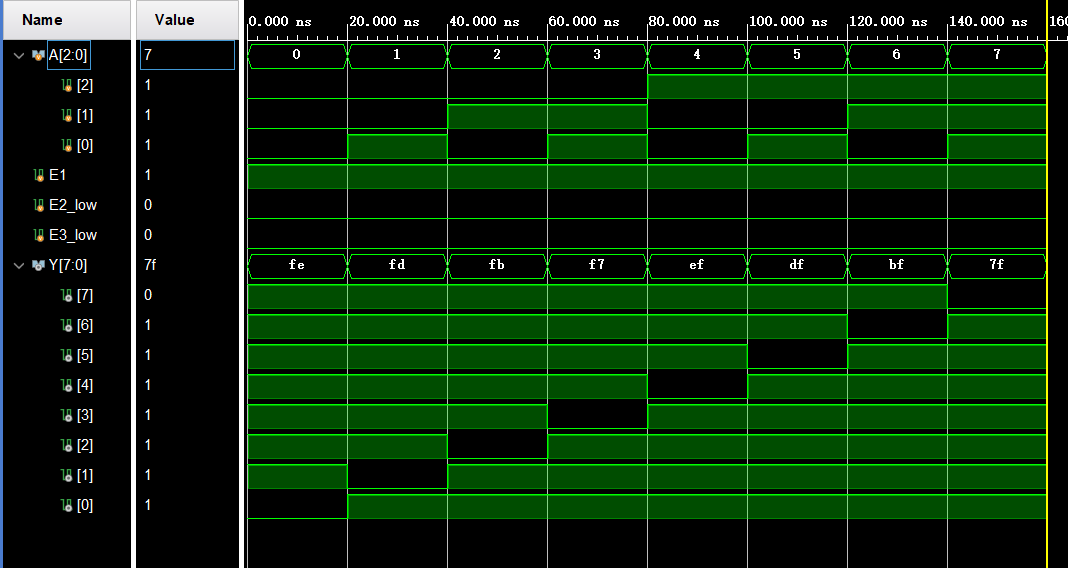 Name Value 0.000 ns 20.000 ns 40.000 ns 60.000 ns 80.000 ns 100.000 ns 120.000 ns 140.000 ns 160
A[2:0] 7 0 1 2 3 4 5 6 7
[2] 1
[1] 1
[0] 1
E1 1
E2_low 0
E3_low 0
Y[7:0] 7f fe fd fb f7 ef df bf 7f
[7] 0
[6] 1
[5] 1
[4] 1
[3] 1
[2] 1
[1] 1
[0] 1